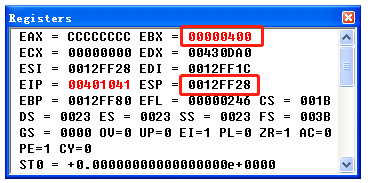 Registers
EAX = CCCCCCCC EBX = 00000400
ECX = 00000000 EDX = 00430DA0
ESI = 0012FF28 EDI = 0012FF1C
EIP = 00401041 ESP = 0012FF28
EBP = 0012FF80 EFL = 00000246 CS = 001B
DS = 0023 ES = 0023 SS = 0023 FS = 003B
GS = 0000 OV=0 UP=0 EI=1 PL=0 ZR=1 AC=0
PE=1 CY=0
ST0 = +0.00000000000000000e+0000